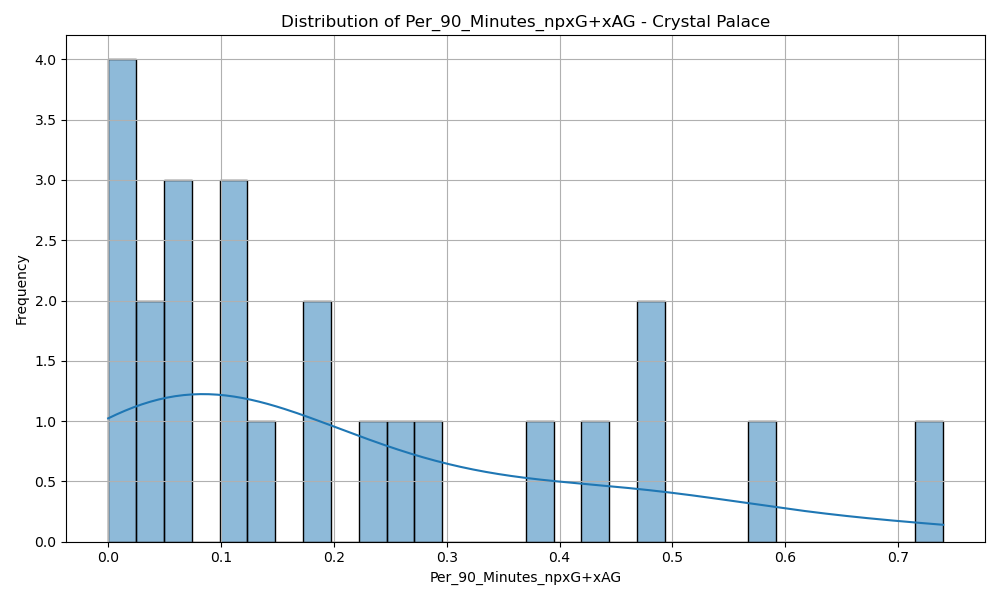 Distribution of Per_90_Minutes_npxG+xAG - Crystal Palace
Frequency
4.0
3.5
3.0
2.5
2.0
1.5
1.0
0.5
0.0
0.0 0.1 0.2 0.3 0.4 0.5 0.6 0.7
Per_90_Minutes_npxG+xAG